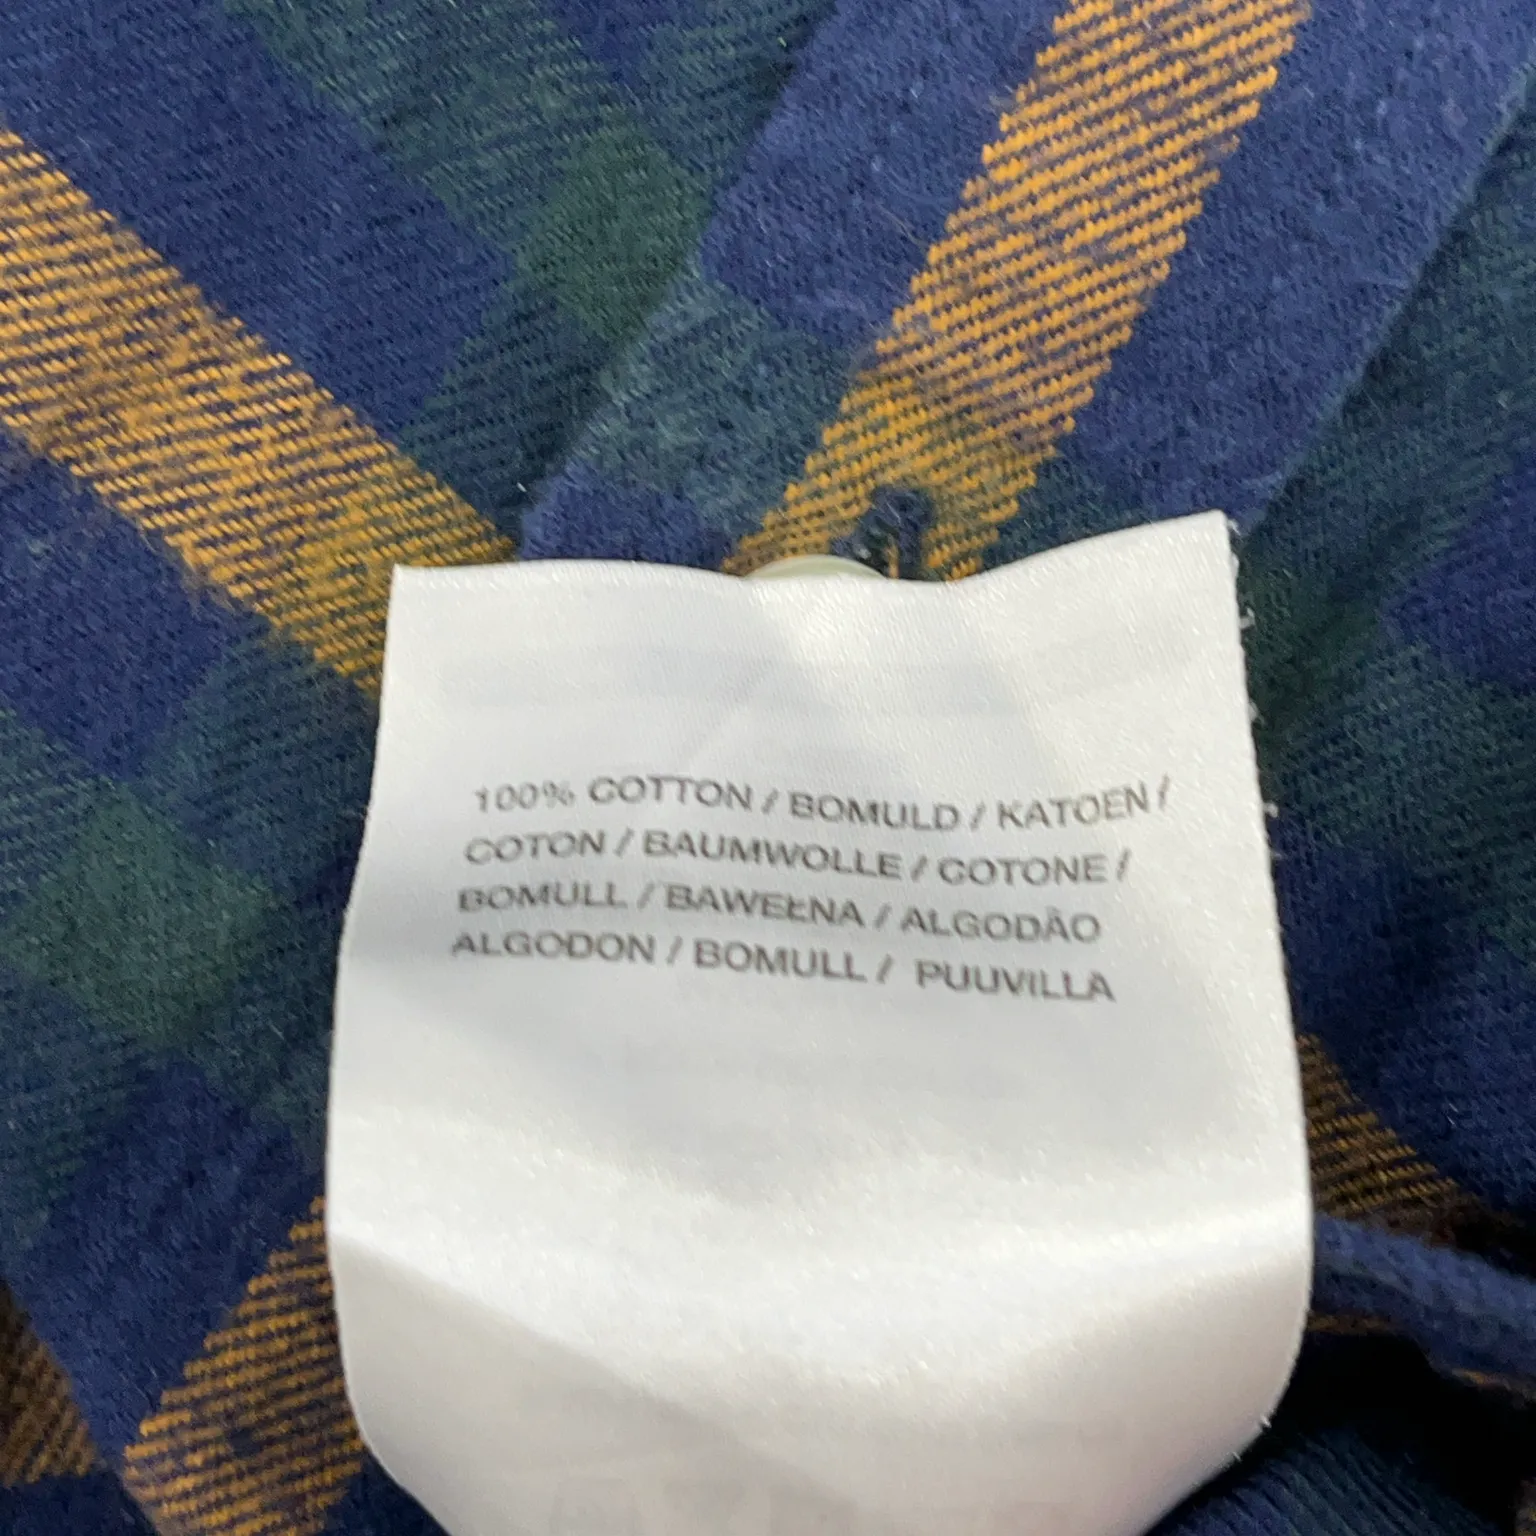 100% COTTON / BOMULD / KATOEN /
COTON / BAUMWOLLE / COTONE /
BOMULL / BAWEŁNA / ALGODÃO
ALGODON / BOMULL / PUUVILLA